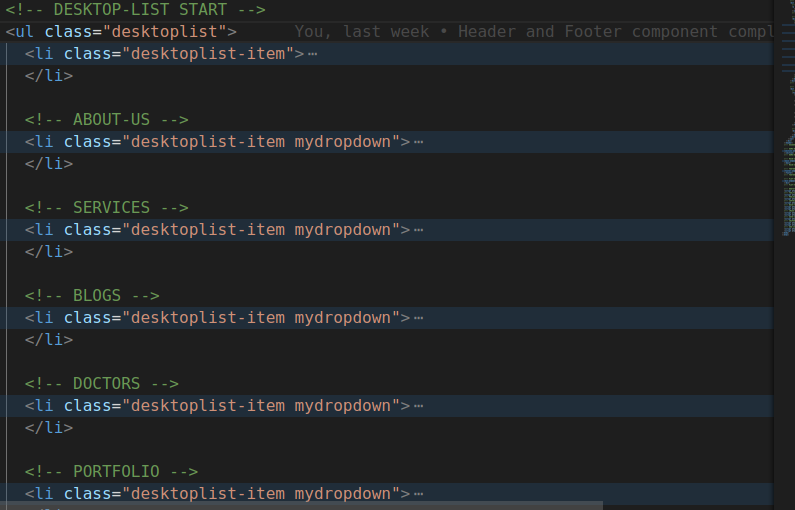 <!-- DESKTOP-LIST START -->
<ul class="desktoplist"> You, last week • Header and Footer component compl
<li class="desktoplist-item">⋯
</li>
<!-- ABOUT-US -->
<li class="desktoplist-item mydropdown">⋯
</li>
<!-- SERVICES -->
<li class="desktoplist-item mydropdown">⋯
</li>
<!-- BLOGS -->
<li class="desktoplist-item mydropdown">⋯
</li>
<!-- DOCTORS -->
<li class="desktoplist-item mydropdown">⋯
</li>
<!-- PORTFOLIO -->
<li class="desktoplist-item mydropdown">⋯